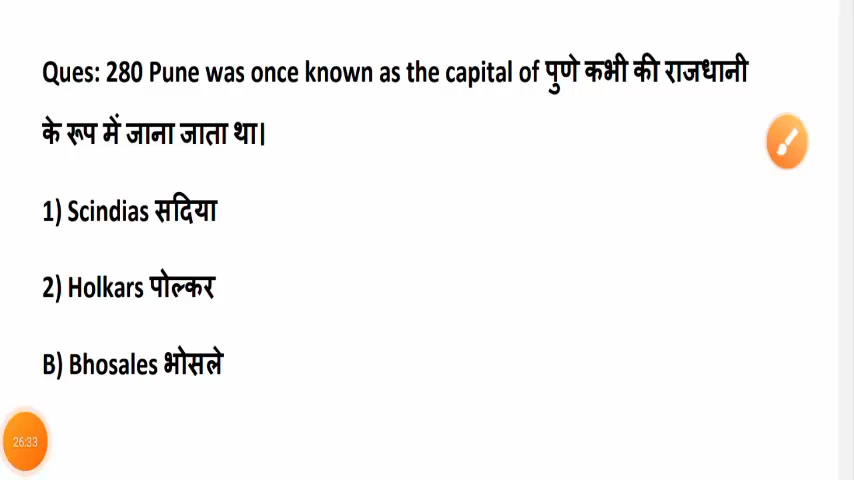 Ques: 280 Pune was once known as the capital of पुणे कभी की राजधानी
के रूप में जाना जाता था।
1) Scindias सदिया
2) Holkars पोल्कर
B) Bhosales भोसले
26:33